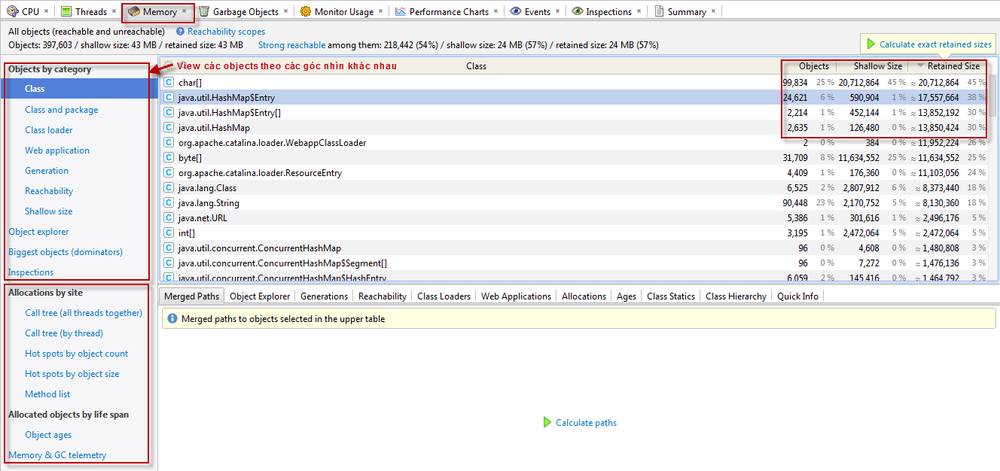 CPU × Threads × Memory × Garbage Objects × Monitor Usage × Performance Charts × Events × Inspections × Summary ×
All objects (reachable and unreachable) ? Reachability scopes
Objects: 397,603 / shallow size: 43 MB / retained size: 43 MB Strong reachable among them: 218,442 (54%) / shallow size: 24 MB (57%) / retained size: 24 MB (57%)
Calculate exact retained sizes
Objects by category
Class
Class and package
Class loader
Web application
Generation
Reachability
Shallow size
Object explorer
Biggest objects (dominators)
Inspections
Allocations by site
Call tree (all threads together)
Call tree (by thread)
Hot spots by object count
Hot spots by object size
Method list
Allocated objects by life span
Object ages
Memory & GC telemetry
View các objects theo các góc nhìn khác nhau
Class Objects Shallow Size Retained Size
C char[] 99,834 25 % 20,712,864 45 % ≈ 20,712,864 45 %
C java.util.HashMap$Entry 24,621 6 % 590,904 1 % ≈ 17,557,664 38 %
C java.util.HashMap$Entry[] 2,214 1 % 452,144 1 % ≈ 13,852,192 30 %
C java.util.HashMap 2,635 1 % 126,480 0 % ≈ 13,850,424 30 %
C org.apache.catalina.loader.WebappClassLoader 2 0 % 384 0 % ≈ 11,952,224 26 %
C byte[] 31,709 8 % 11,634,552 25 % ≈ 11,634,552 25 %
C org.apache.catalina.loader.ResourceEntry 4,409 1 % 176,360 0 % ≈ 11,103,056 24 %
C java.lang.Class 6,525 2 % 2,807,912 6 % ≈ 8,373,440 18 %
C java.lang.String 90,448 23 % 2,170,752 5 % ≈ 8,130,360 18 %
C java.net.URL 5,386 1 % 301,616 1 % ≈ 2,496,176 5 %
C int[] 3,195 1 % 2,472,064 5 % ≈ 2,472,064 5 %
C java.util.concurrent.ConcurrentHashMap 96 0 % 4,608 0 % ≈ 1,480,808 3 %
C java.util.concurrent.ConcurrentHashMap$Segment[] 96 0 % 7,272 0 % ≈ 1,476,136 3 %
C java.util.concurrent.ConcurrentHashMap$HashEntry 6,059 2 % 145,416 0 % ≈ 1,464,792 3 %
Merged Paths Object Explorer Generations Reachability Class Loaders Web Applications Allocations Ages Class Statics Class Hierarchy Quick Info
Merged paths to objects selected in the upper table
Calculate paths